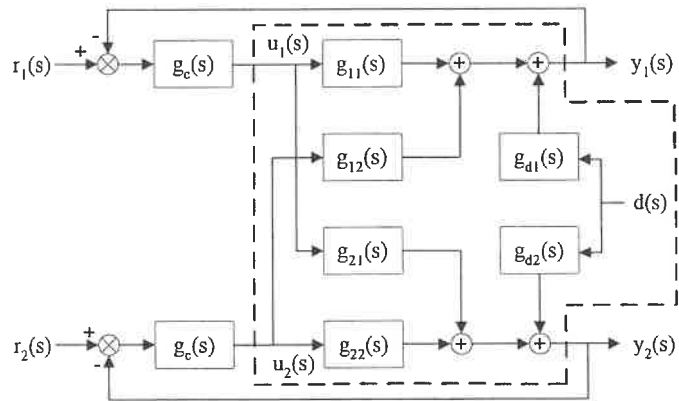 -
+
r₁(s) g_c(s) u₁(s) g₁₁(s) + + y₁(s)
g₁₂(s) g_d1(s)
d(s)
g₂₁(s) g_d2(s)
+
r₂(s) g_c(s) u₂(s) g₂₂(s) + + y₂(s)
-